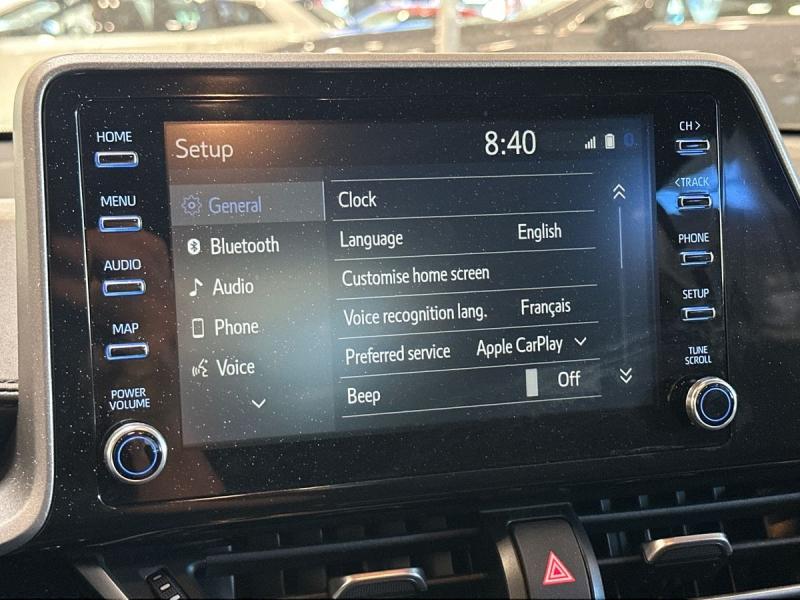 HOME
MENU
AUDIO
MAP
POWER
VOLUME
Setup
8:40
General
Bluetooth
Audio
Phone
Voice
Clock
Language English
Customise home screen
Voice recognition lang. Français
Preferred service Apple CarPlay
Beep Off
CH >
< TRACK
PHONE
SETUP
TUNE
SCROLL